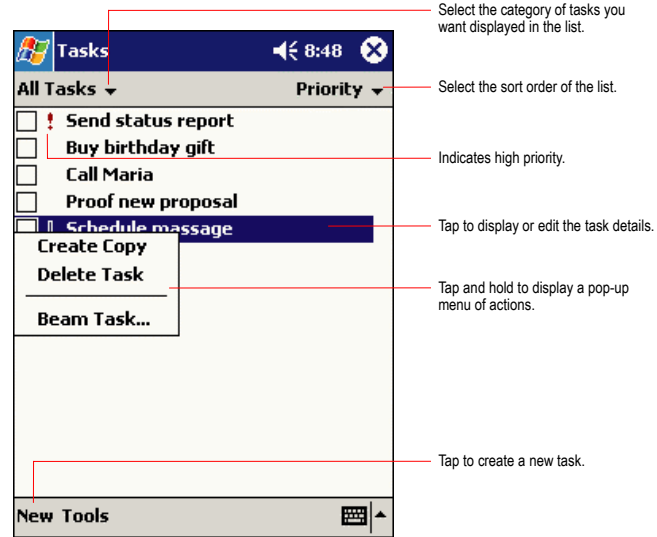 Select the category of tasks you
want displayed in the list.
Tasks 8:48
All Tasks Priority
Select the sort order of the list.
! Send status report
Buy birthday gift
Indicates high priority.
Call Maria
Proof new proposal
Schedule massage
Tap to display or edit the task details.
Create Copy
Delete Task
Tap and hold to display a pop-up
menu of actions.
Beam Task...
Tap to create a new task.
New Tools